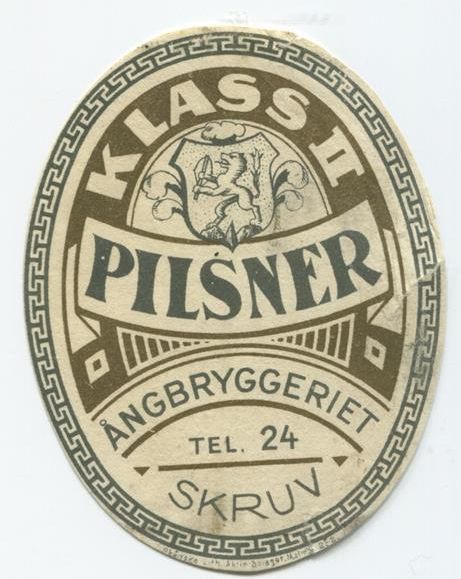 KLASS II
PILSNER
ÅNGBRYGGERIET
TEL. 24
SKRUV